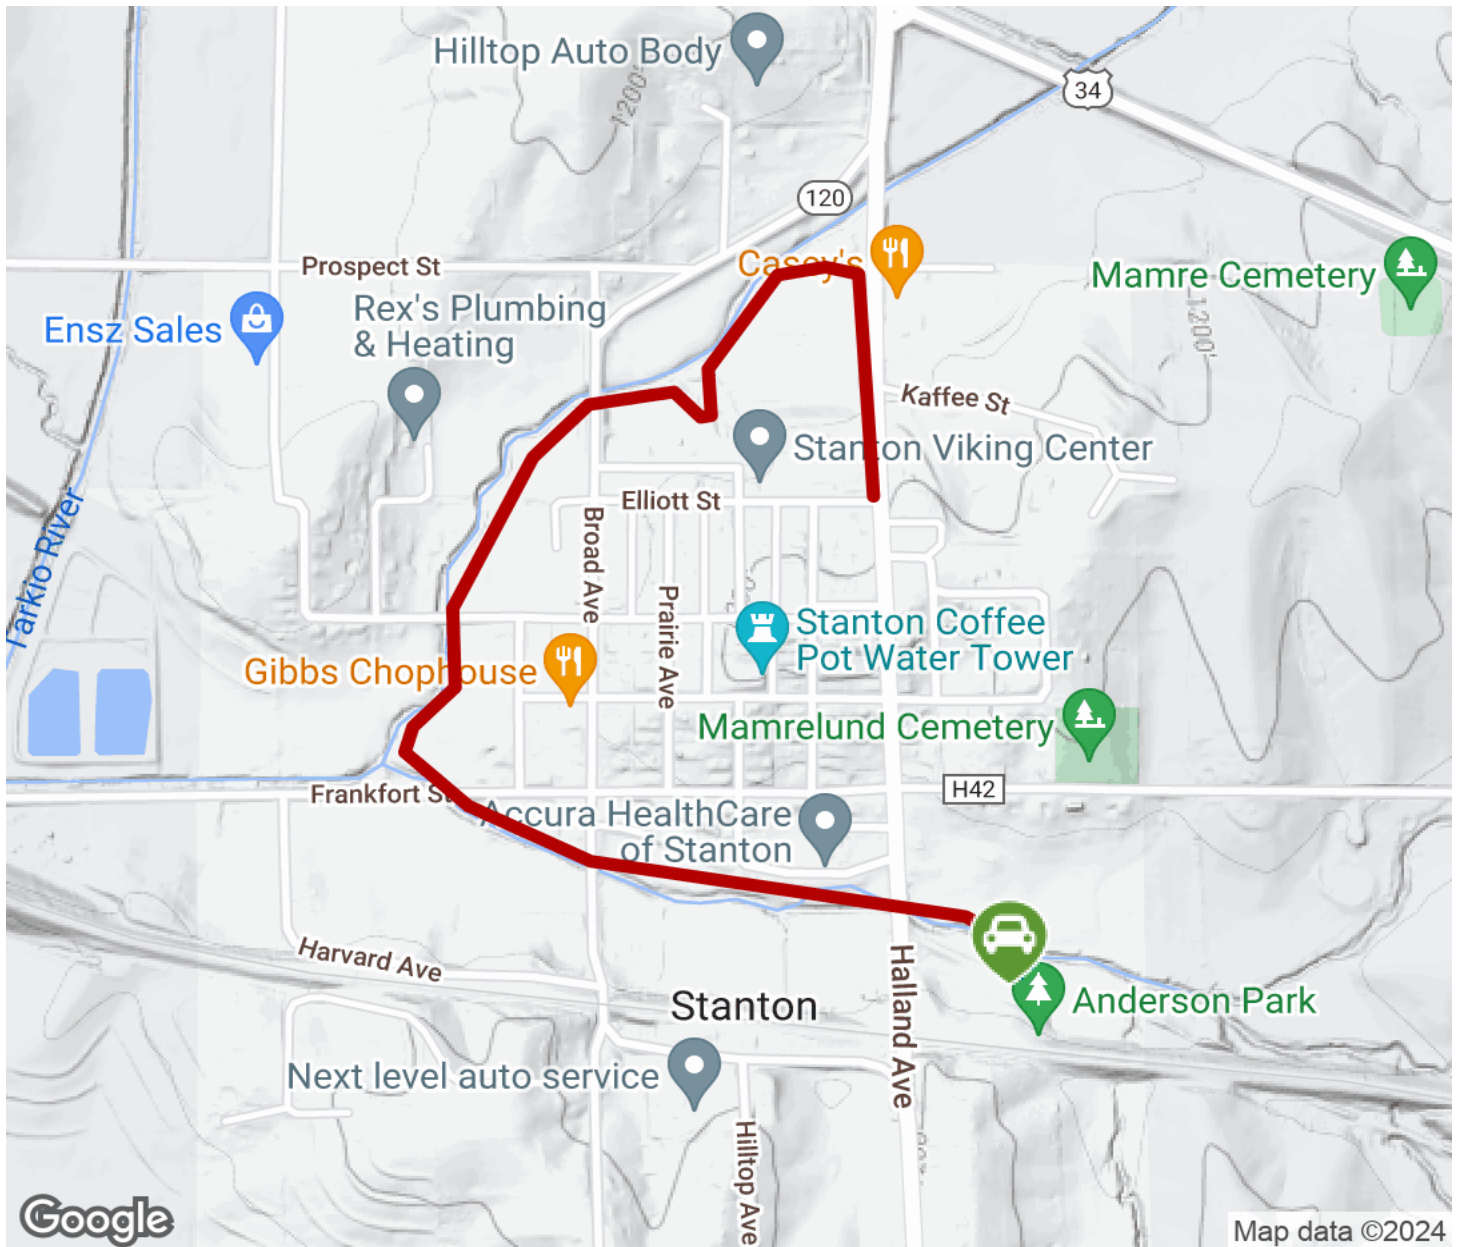 Hilltop Auto Body
1200'
34
120
Prospect St
Casey's
Mamre Cemetery
Ensz Sales
Rex's Plumbing
& Heating
1200'
Kaffee St
Stanton Viking Center
Elliott St
Broad Ave
Tarkio River
Prairie Ave
Stanton Coffee
Pot Water Tower
Gibbs Chophouse
Mamrelund Cemetery
H42
Frankfort St
Accura HealthCare
of Stanton
Harvard Ave
Halland Ave
Stanton
Anderson Park
Next level auto service
Hilltop Ave
Google
Map data ©2024